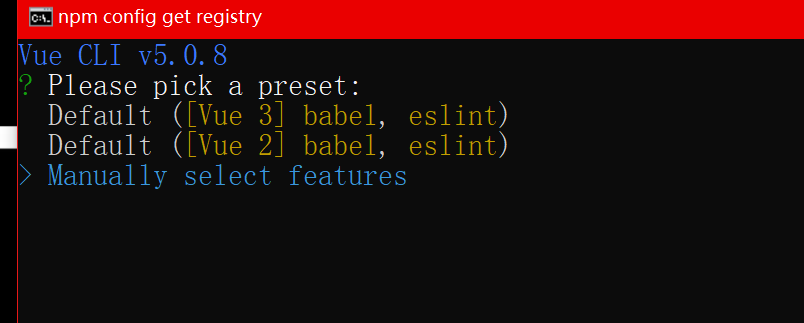 npm config get registry
Vue CLI v5.0.8
? Please pick a preset:
Default ([Vue 3] babel, eslint)
Default ([Vue 2] babel, eslint)
> Manually select features